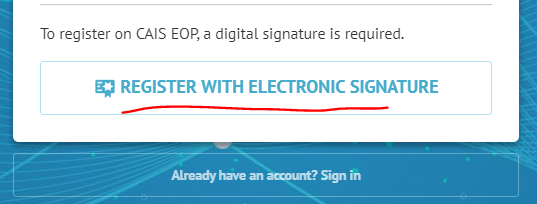 To register on CAIS EOP, a digital signature is required.
REGISTER WITH ELECTRONIC SIGNATURE
Already have an account? Sign in